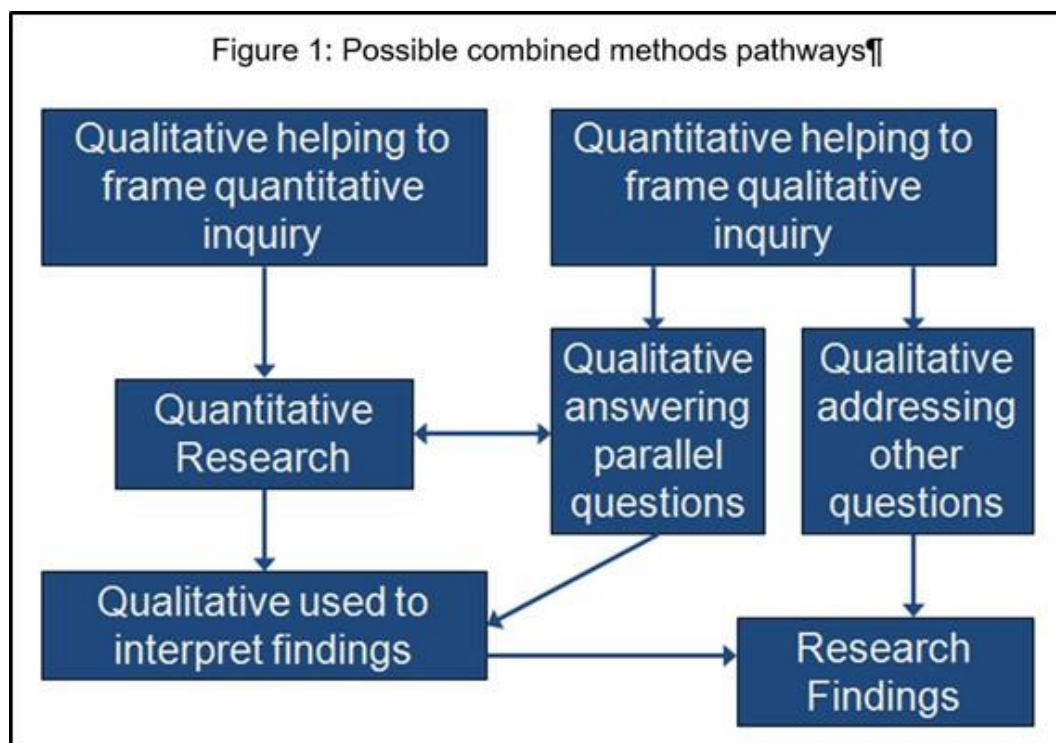 Figure 1: Possible combined methods pathways¶
Qualitative helping to
frame quantitative
inquiry
Quantitative helping to
frame qualitative
inquiry
Quantitative
Research
Qualitative
answering
parallel
questions
Qualitative
addressing
other
questions
Qualitative used to
interpret findings
Research
Findings